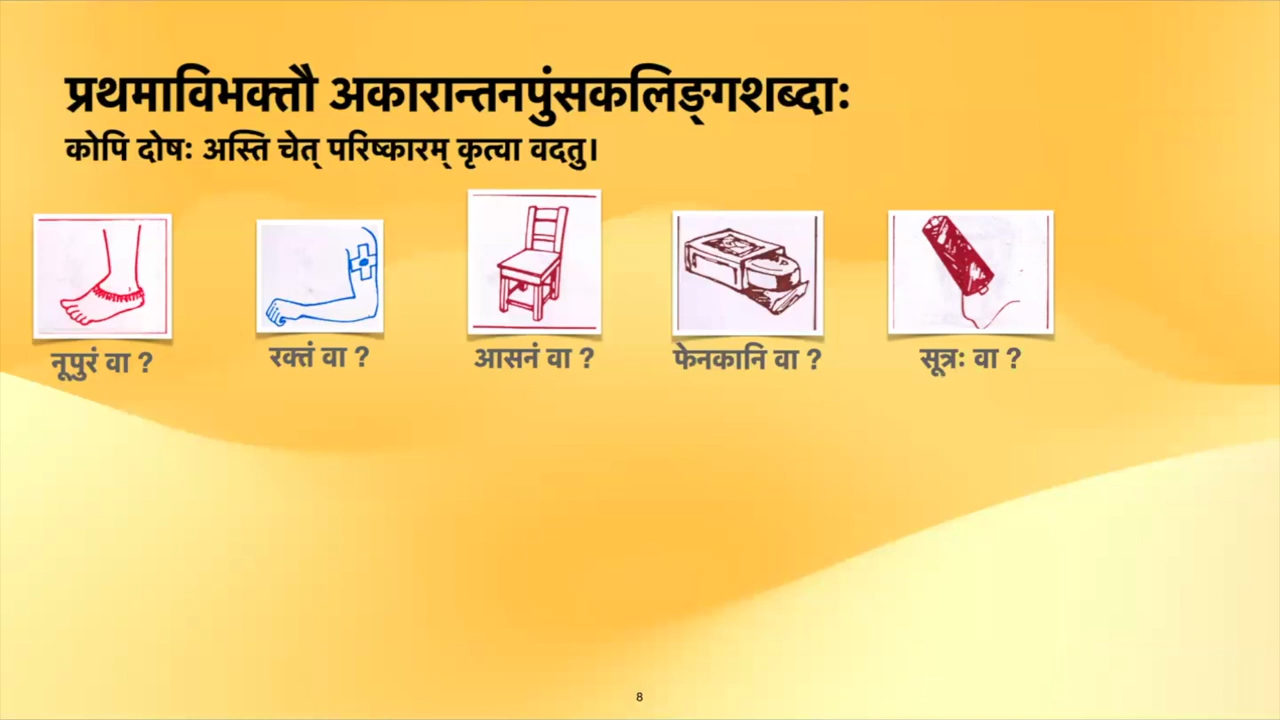 प्रथमाविभक्तौ अकारान्तनपुंसकलिङ्गशब्दाः
कोपि दोषः अस्ति चेत् परिष्कारम् कृत्वा वदतु।
नूपुरं वा ?
रक्तं वा ?
आसनं वा ?
फेनकानि वा ?
सूत्रः वा ?
8